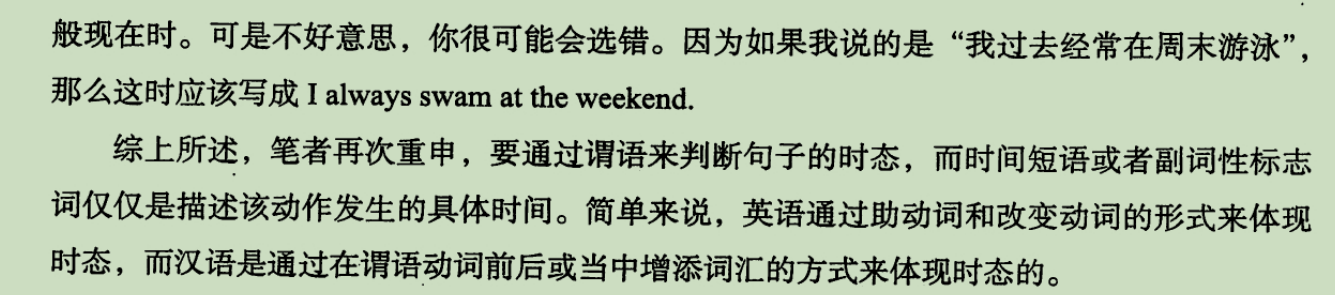 般现在时。可是不好意思，你很可能会选错。因为如果我说的是“我过去经常在周末游泳”，
那么这时应该写成 I always swam at the weekend.
综上所述，笔者再次重申，要通过谓语来判断句子的时态，而时间短语或者副词性标志
词仅仅是描述该动作发生的具体时间。简单来说，英语通过助动词和改变动词的形式来体现
时态，而汉语是通过在谓语动词前后或当中增添词汇的方式来体现时态的。